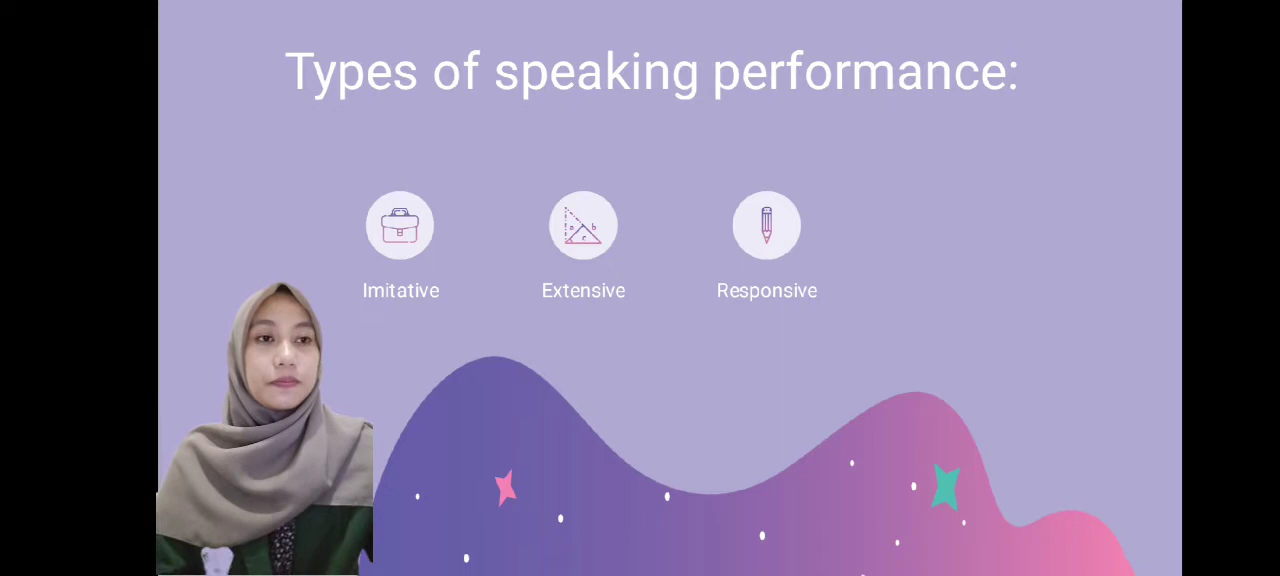 Types of speaking performance:
a b
c
Imitative Extensive Responsive